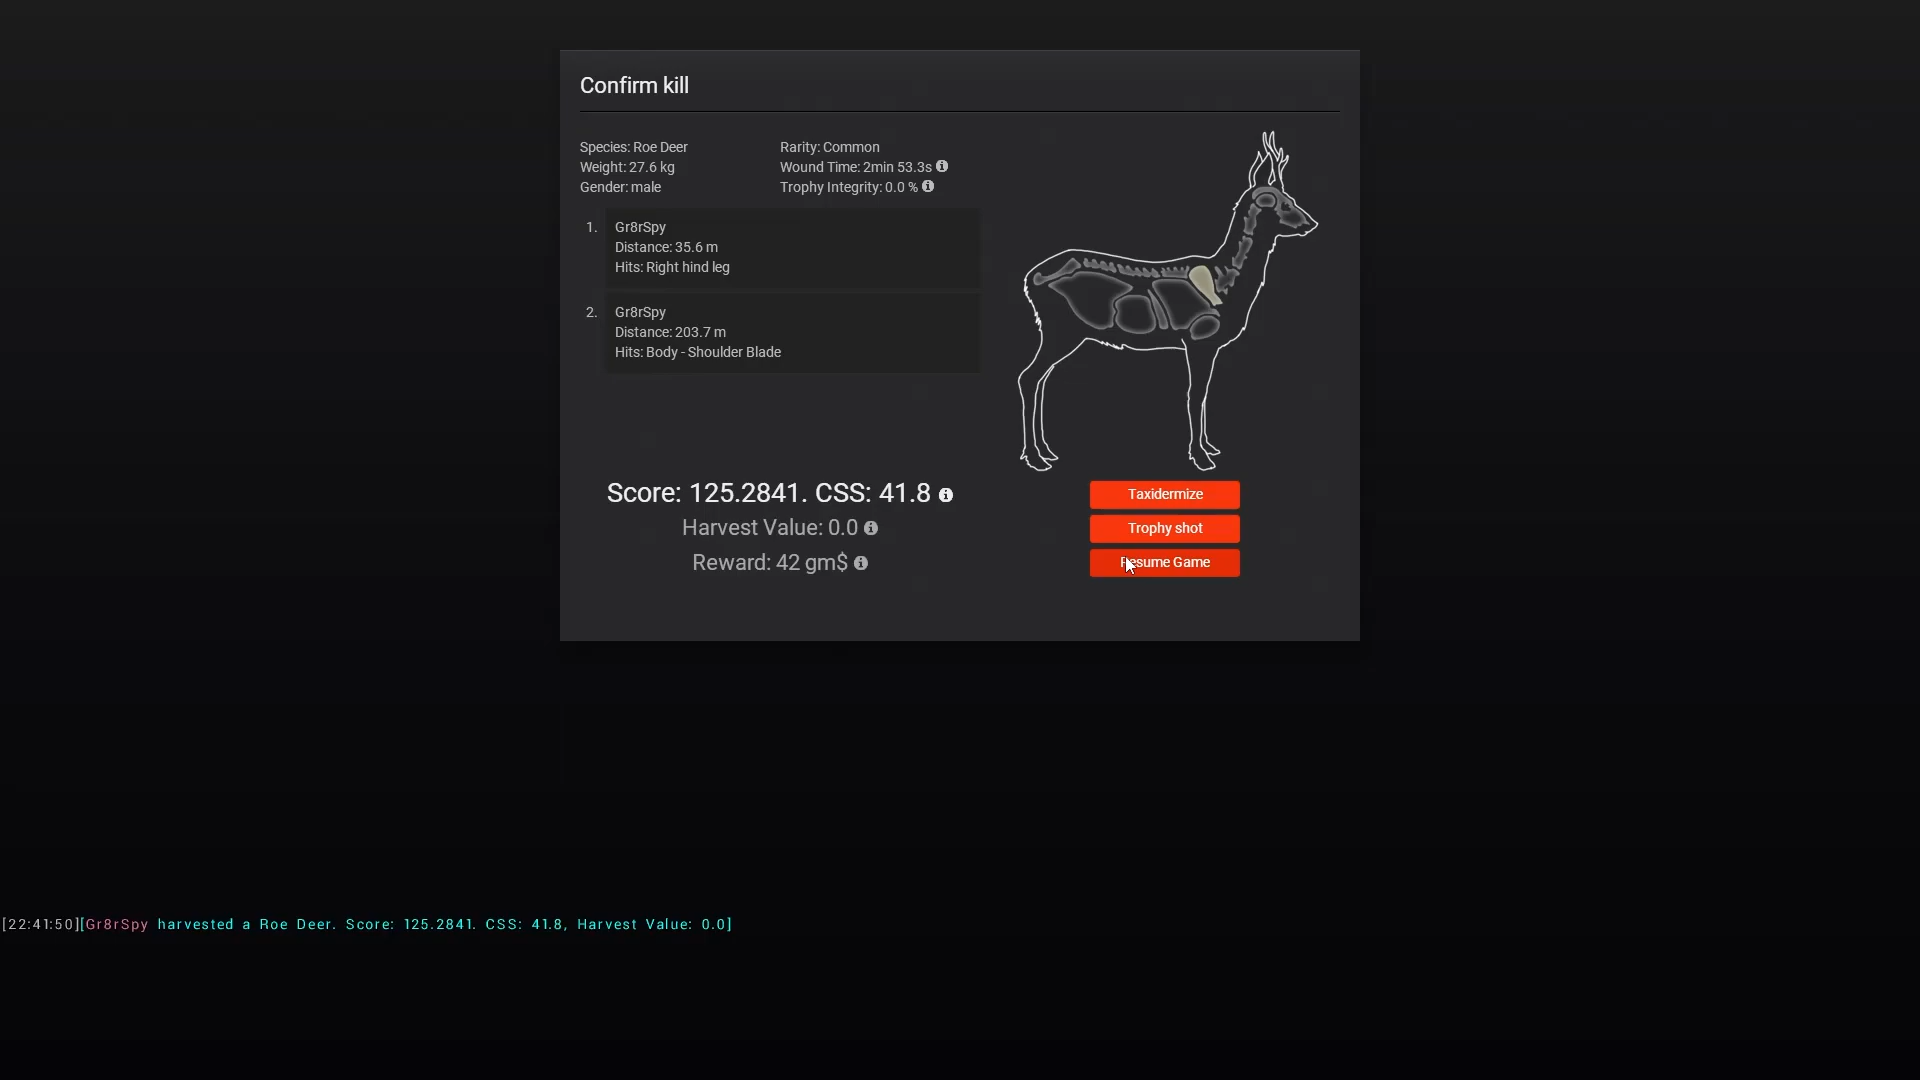 Confirm kill
Species: Roe Deer
Weight: 27.6 kg
Gender: male
Rarity: Common
Wound Time: 2min 53.3s
Trophy Integrity: 0.0 %
1.
Gr8rSpy
Distance: 35.6 m
Hits: Right hind leg
2.
Gr8rSpy
Distance: 203.7 m
Hits: Body - Shoulder Blade
Score: 125.2841. CSS: 41.8
Harvest Value: 0.0
Reward: 42 gm$
Taxidermize
Trophy shot
Resume Game
[22:41:50][Gr8rSpy harvested a Roe Deer. Score: 125.2841. CSS: 41.8, Harvest Value: 0.0]